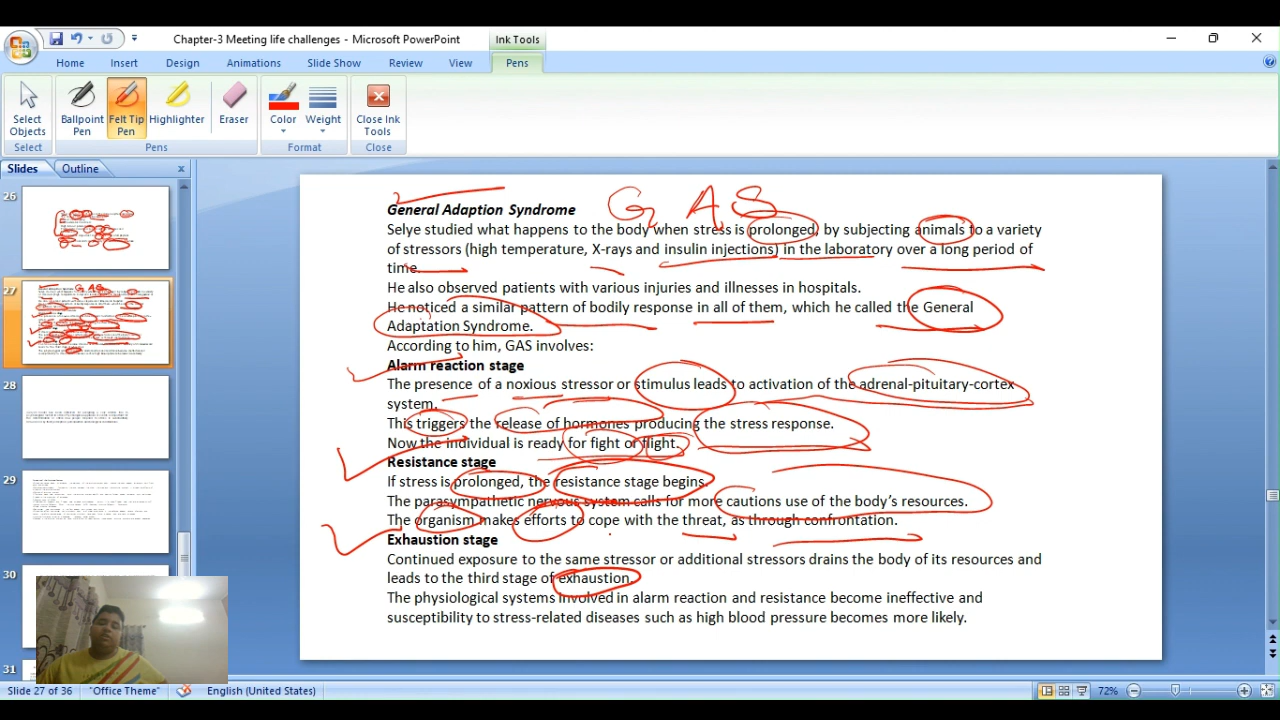 Chapter-3 Meeting life challenges - Microsoft PowerPoint
Ink Tools
Home Insert Design Animations Slide Show Review View Pens
Select Objects
Ballpoint Pen
Felt Tip Pen
Highlighter
Eraser
Color
Weight
Close Ink Tools
Select Pens Format Close
Slides Outline
26
27
28
29
30
31
G A S
General Adaption Syndrome
Selye studied what happens to the body when stress is prolonged, by subjecting animals to a variety
of stressors (high temperature, X-rays and insulin injections) in the laboratory over a long period of
time.
He also observed patients with various injuries and illnesses in hospitals.
He noticed a similar pattern of bodily response in all of them, which he called the General
Adaptation Syndrome.
According to him, GAS involves:
Alarm reaction stage
The presence of a noxious stressor or stimulus leads to activation of the adrenal-pituitary-cortex
system.
This triggers the release of hormones producing the stress response.
Now the individual is ready for fight or flight.
Resistance stage
If stress is prolonged, the resistance stage begins.
The parasympathetic nervous system calls for more cautious use of the body’s resources.
The organism makes efforts to cope with the threat, as through confrontation.
Exhaustion stage
Continued exposure to the same stressor or additional stressors drains the body of its resources and
leads to the third stage of exhaustion.
The physiological systems involved in alarm reaction and resistance become ineffective and
susceptibility to stress-related diseases such as high blood pressure becomes more likely.
Slide 27 of 36 "Office Theme" English (United States) 72%